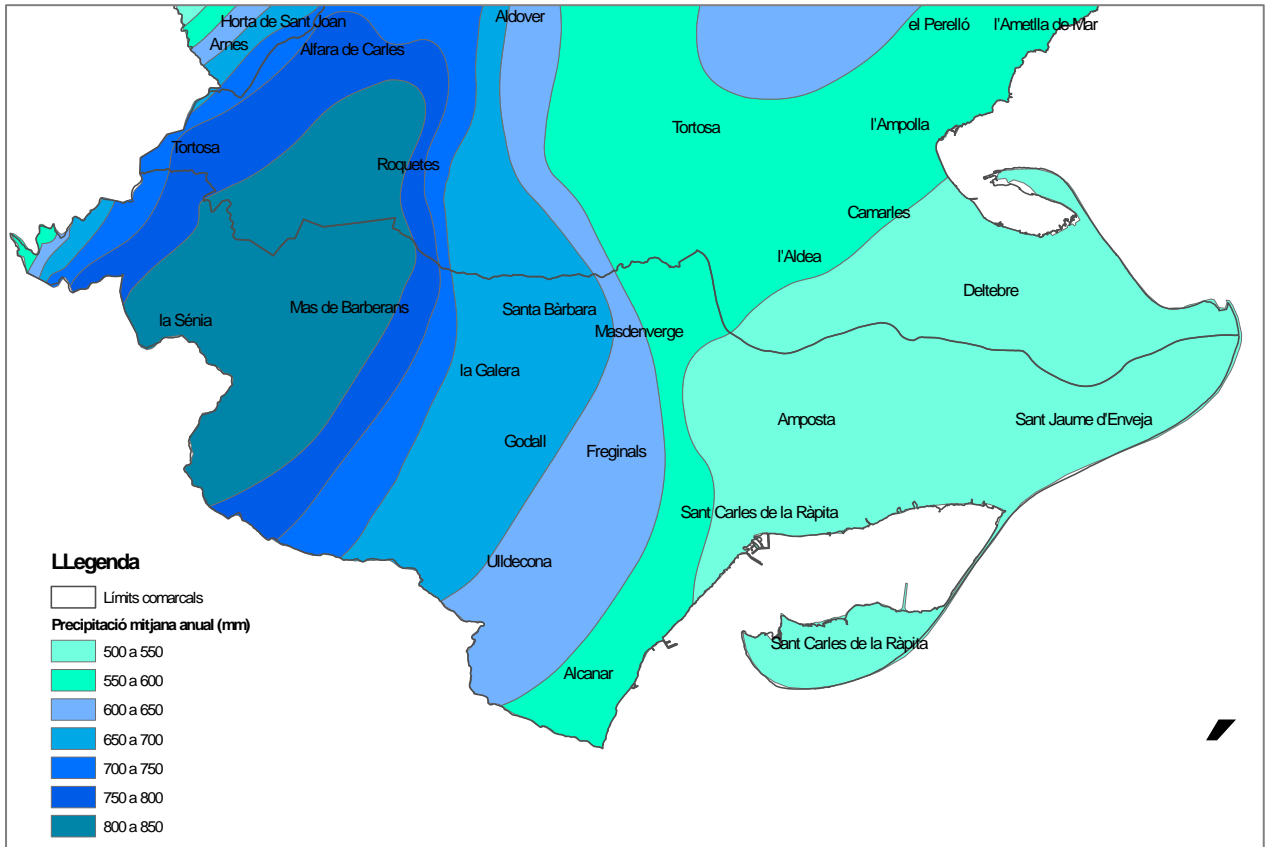 Horta de Sant Joan
Aldover
el Perelló
l'Ametlla de Mar
Arnes
Alfara de Carles
Tortosa
l'Ampolla
Tortosa
Roquetes
Camarles
l'Aldea
Deltebre
Mas de Barberans
Santa Bàrbara
la Sénia
Masdenverge
la Galera
Amposta
Sant Jaume d'Enveja
Godall
Freginals
Sant Carles de la Ràpita
Ulldecona
Sant Carles de la Ràpita
Alcanar
LLegenda
Límits comarcals
Precipitació mitjana anual (mm)
500 a 550
550 a 600
600 a 650
650 a 700
700 a 750
750 a 800
800 a 850